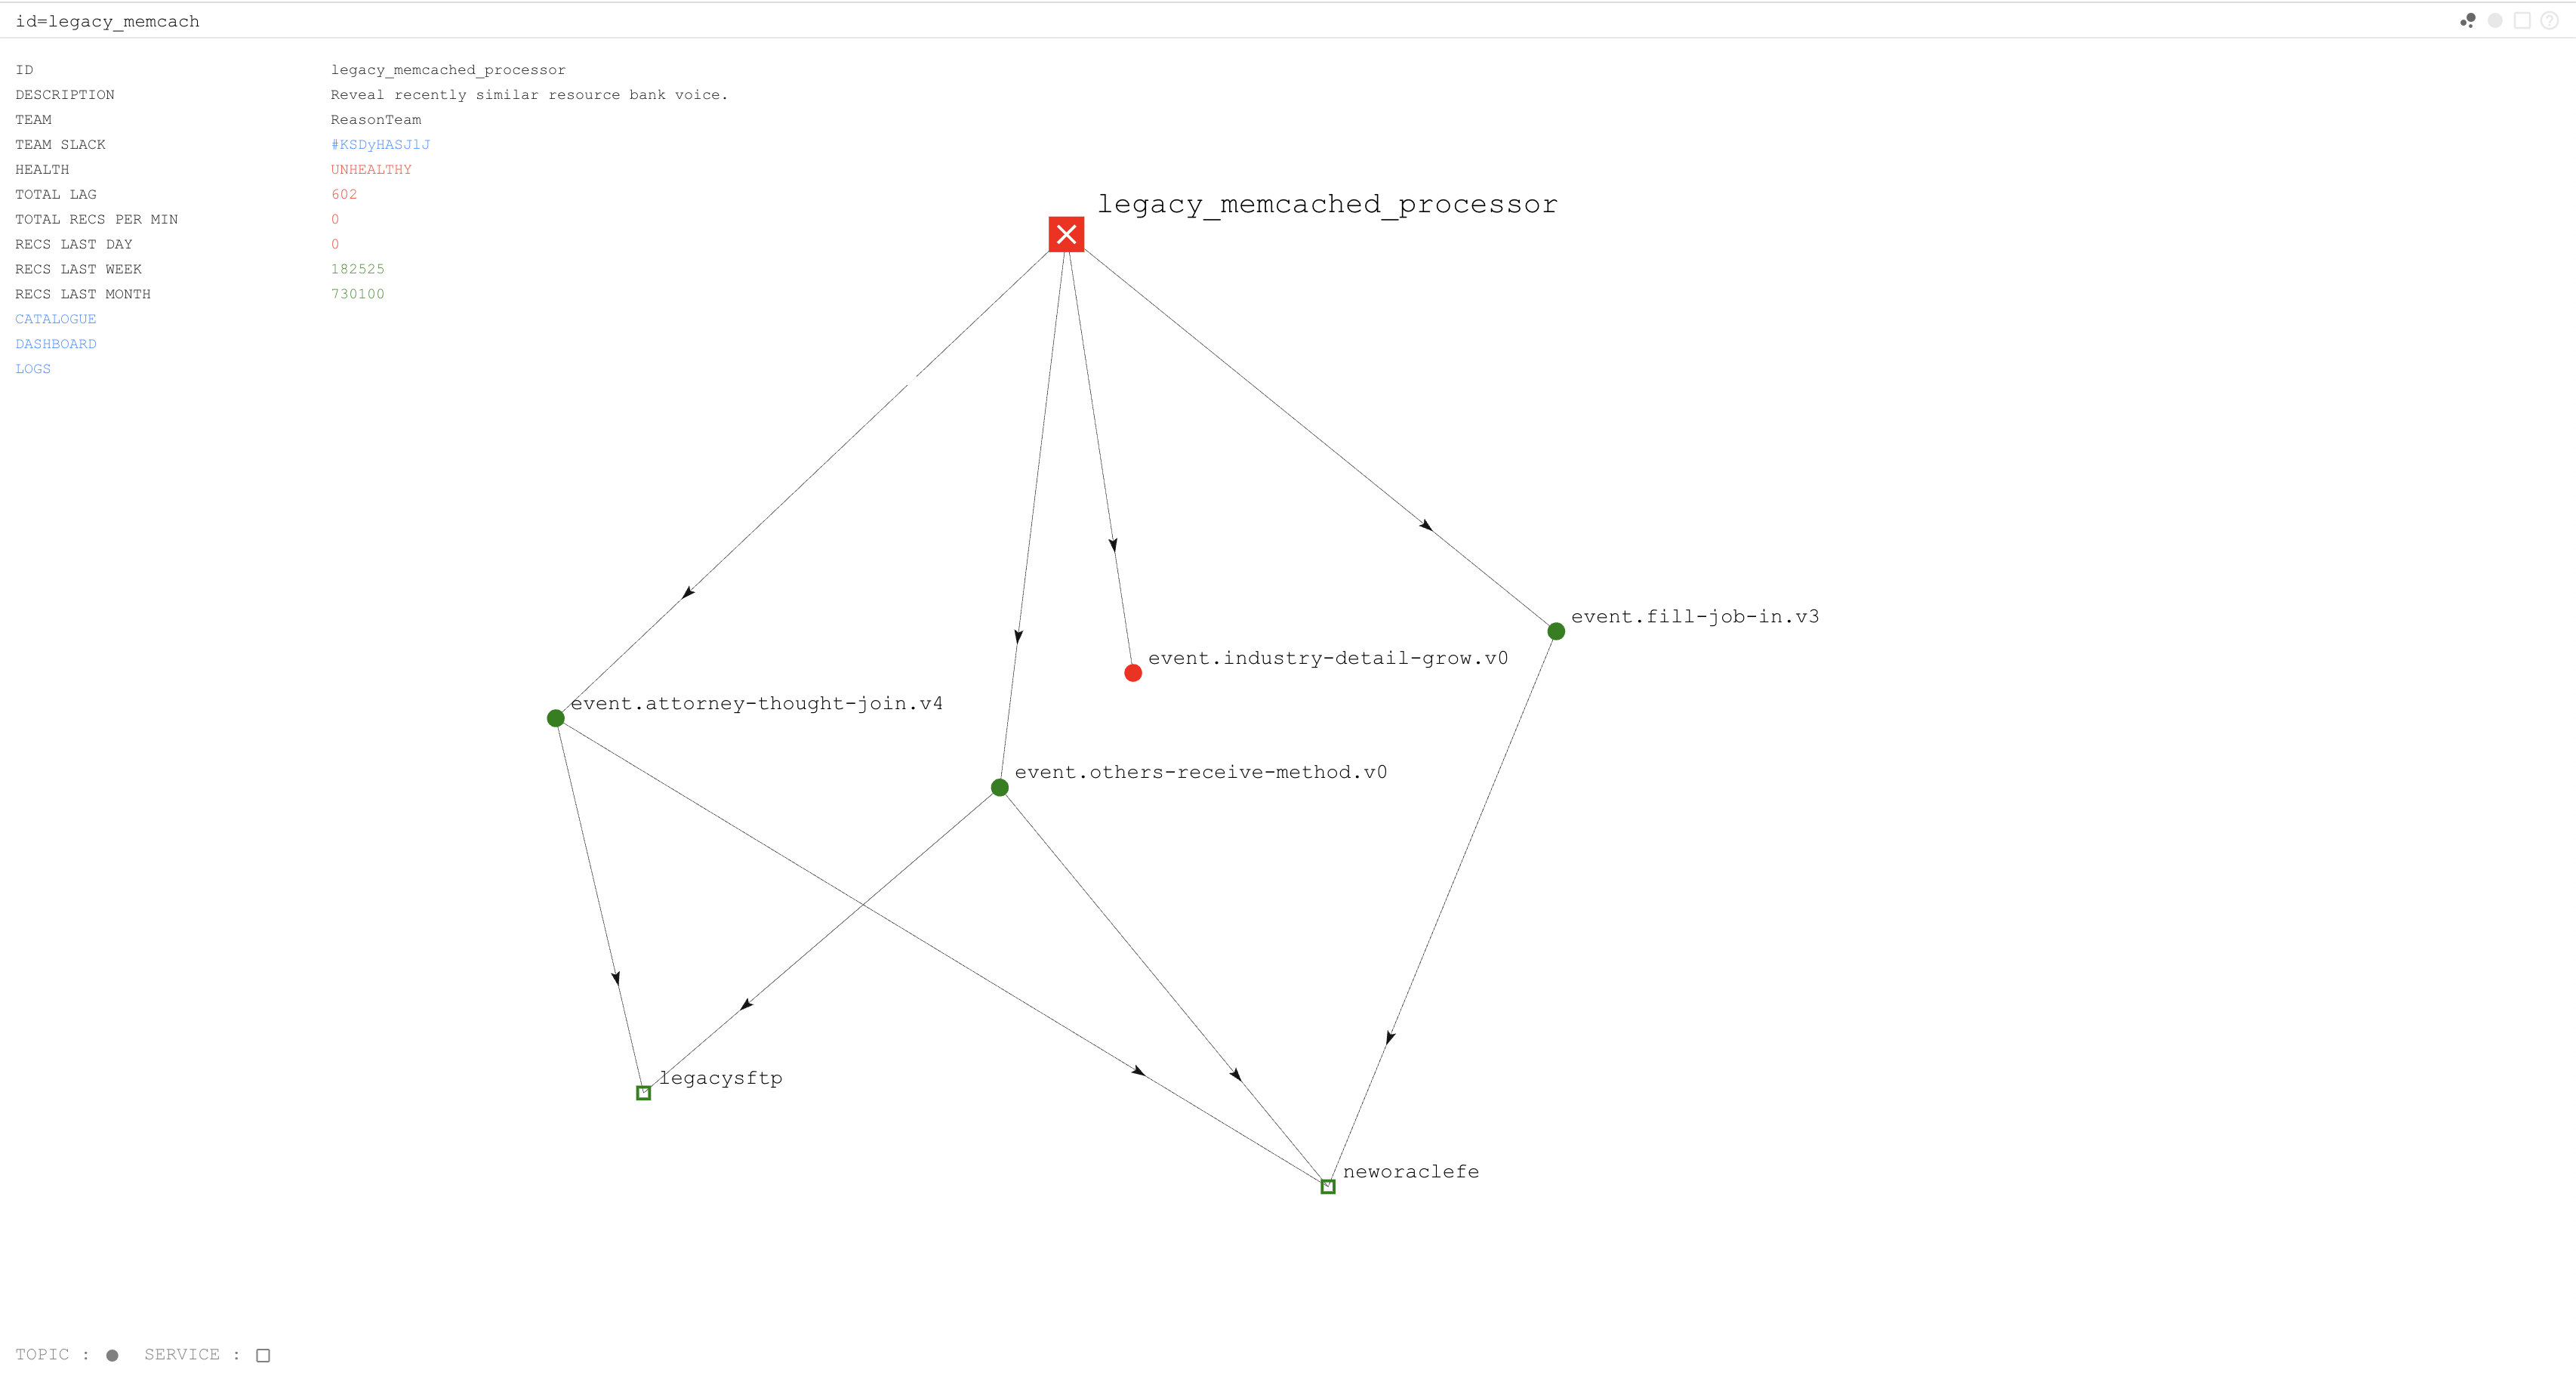 id=legacy_memcach
ID legacy_memcached_processor
DESCRIPTION Reveal recently similar resource bank voice.
TEAM ReasonTeam
TEAM SLACK #KSDyHASJlJ
HEALTH UNHEALTHY
TOTAL LAG 602
TOTAL RECS PER MIN 0
RECS LAST DAY 0
RECS LAST WEEK 182525
RECS LAST MONTH 730100
CATALOGUE
DASHBOARD
LOGS
legacy_memcached_processor
event.fill-job-in.v3
event.industry-detail-grow.v0
event.attorney-thought-join.v4
event.others-receive-method.v0
legacysftp
neworaclefe
TOPIC : SERVICE :